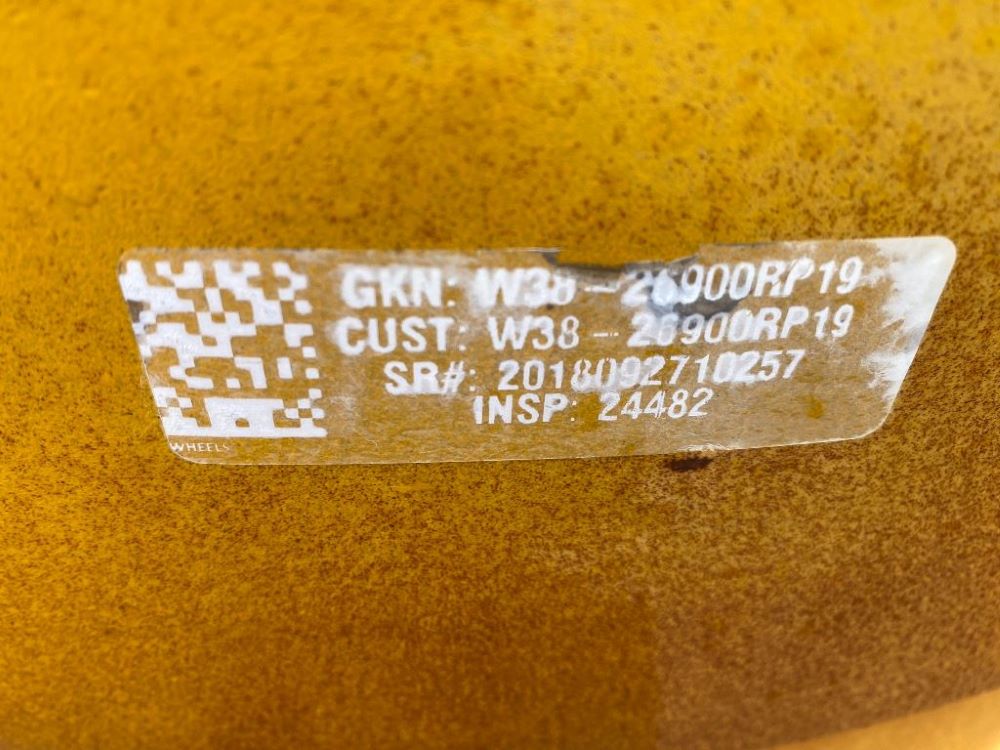 GKN: W38-26900RP19
CUST: W38-26900RP19
SR#: 2018092710257
INSP: 24482
WHEELS